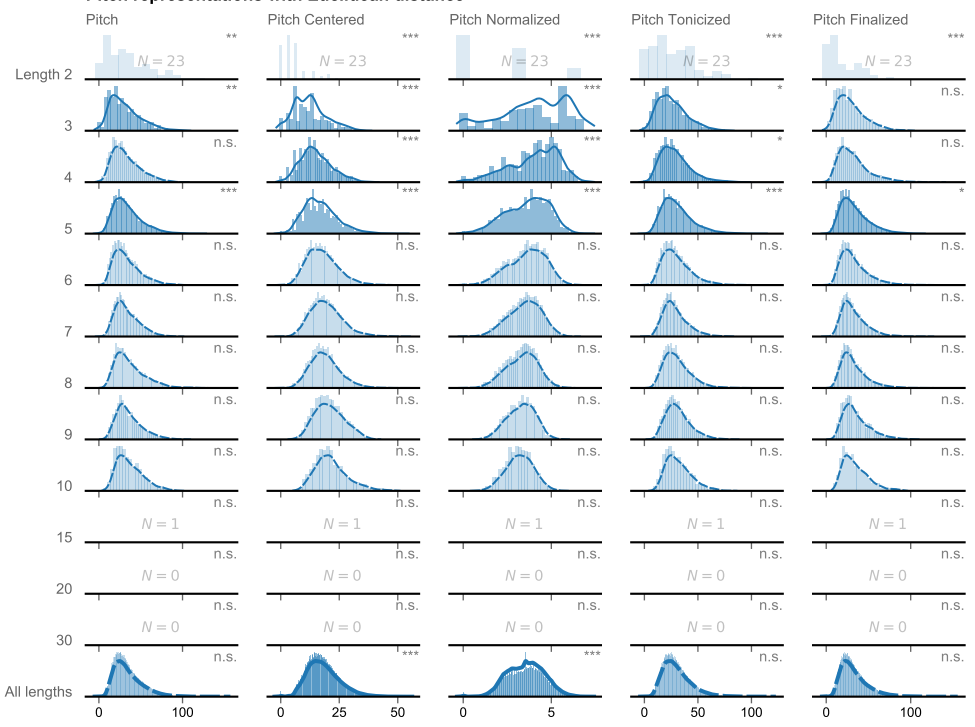 Pitch representations with Euclidean distance
Pitch Pitch Centered Pitch Normalized Pitch Tonicized Pitch Finalized
** *** *** *** ***
Length 2 N = 23 N = 23 N = 23 N = 23 N = 23
** *** *** * n.s.
3
n.s. *** *** * n.s.
4
*** *** *** *** *
5
n.s. n.s. n.s. n.s. n.s.
6
n.s. n.s. n.s. n.s. n.s.
7
n.s. n.s. n.s. n.s. n.s.
8
n.s. n.s. n.s. n.s. n.s.
9
n.s. n.s. n.s. n.s. n.s.
10
n.s. n.s. n.s. n.s. n.s.
N = 1 N = 1 N = 1 N = 1 N = 1
15
n.s. n.s. n.s. n.s. n.s.
N = 0 N = 0 N = 0 N = 0 N = 0
20
n.s. n.s. n.s. n.s. n.s.
N = 0 N = 0 N = 0 N = 0 N = 0
30
n.s. *** *** n.s. n.s.
All lengths
0 100 0 25 50 0 5 0 50 100 0 100